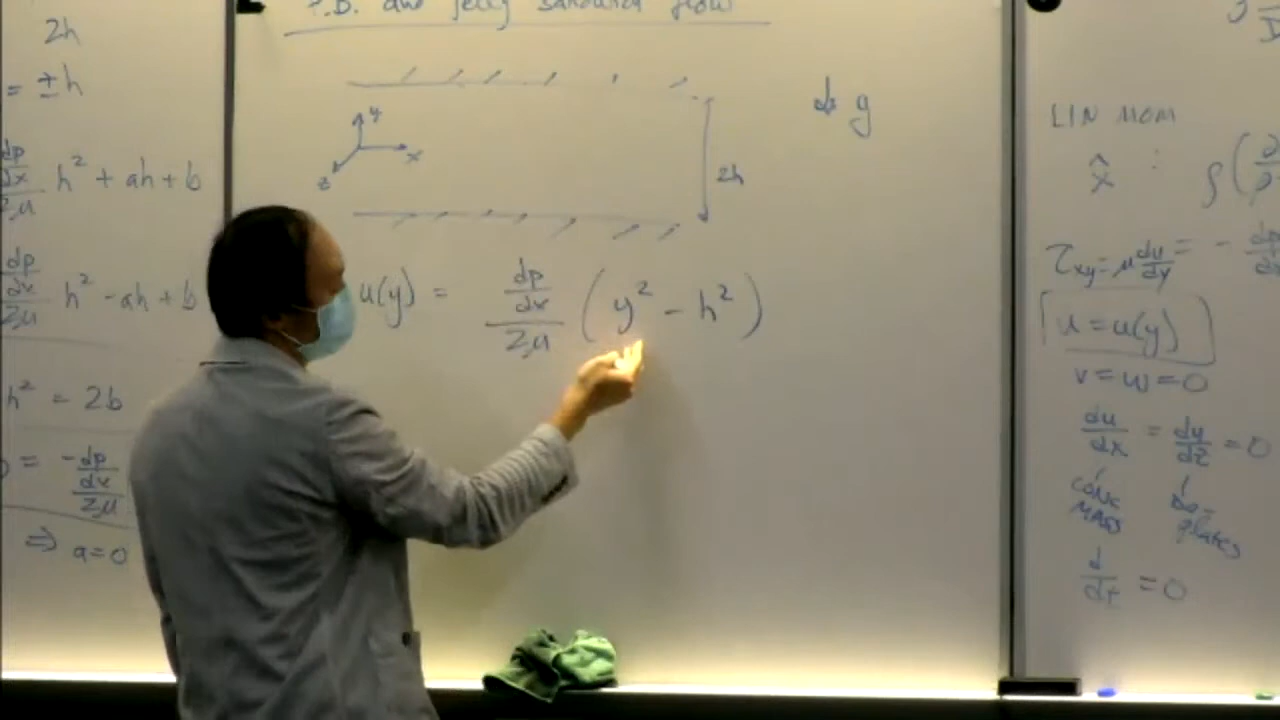 2h
= ±h
dp/dx / 2μ h² + ah + b
dp/dx / 2μ h² - ah + b
h² = 2b
= -dp/dx / 2μ
⇒ a=0
P.B. and jelly sandwich flow
y
x
z
2h
g
u(y) = dp/dx / 2μ (y² - h²)
LIN MOM
x̂ : ρ(
τxy = μ du/dy = -
u = u(y)
v = w = 0
du/dx = du/dz = 0
CONS
MASS
plates
d/dt = 0